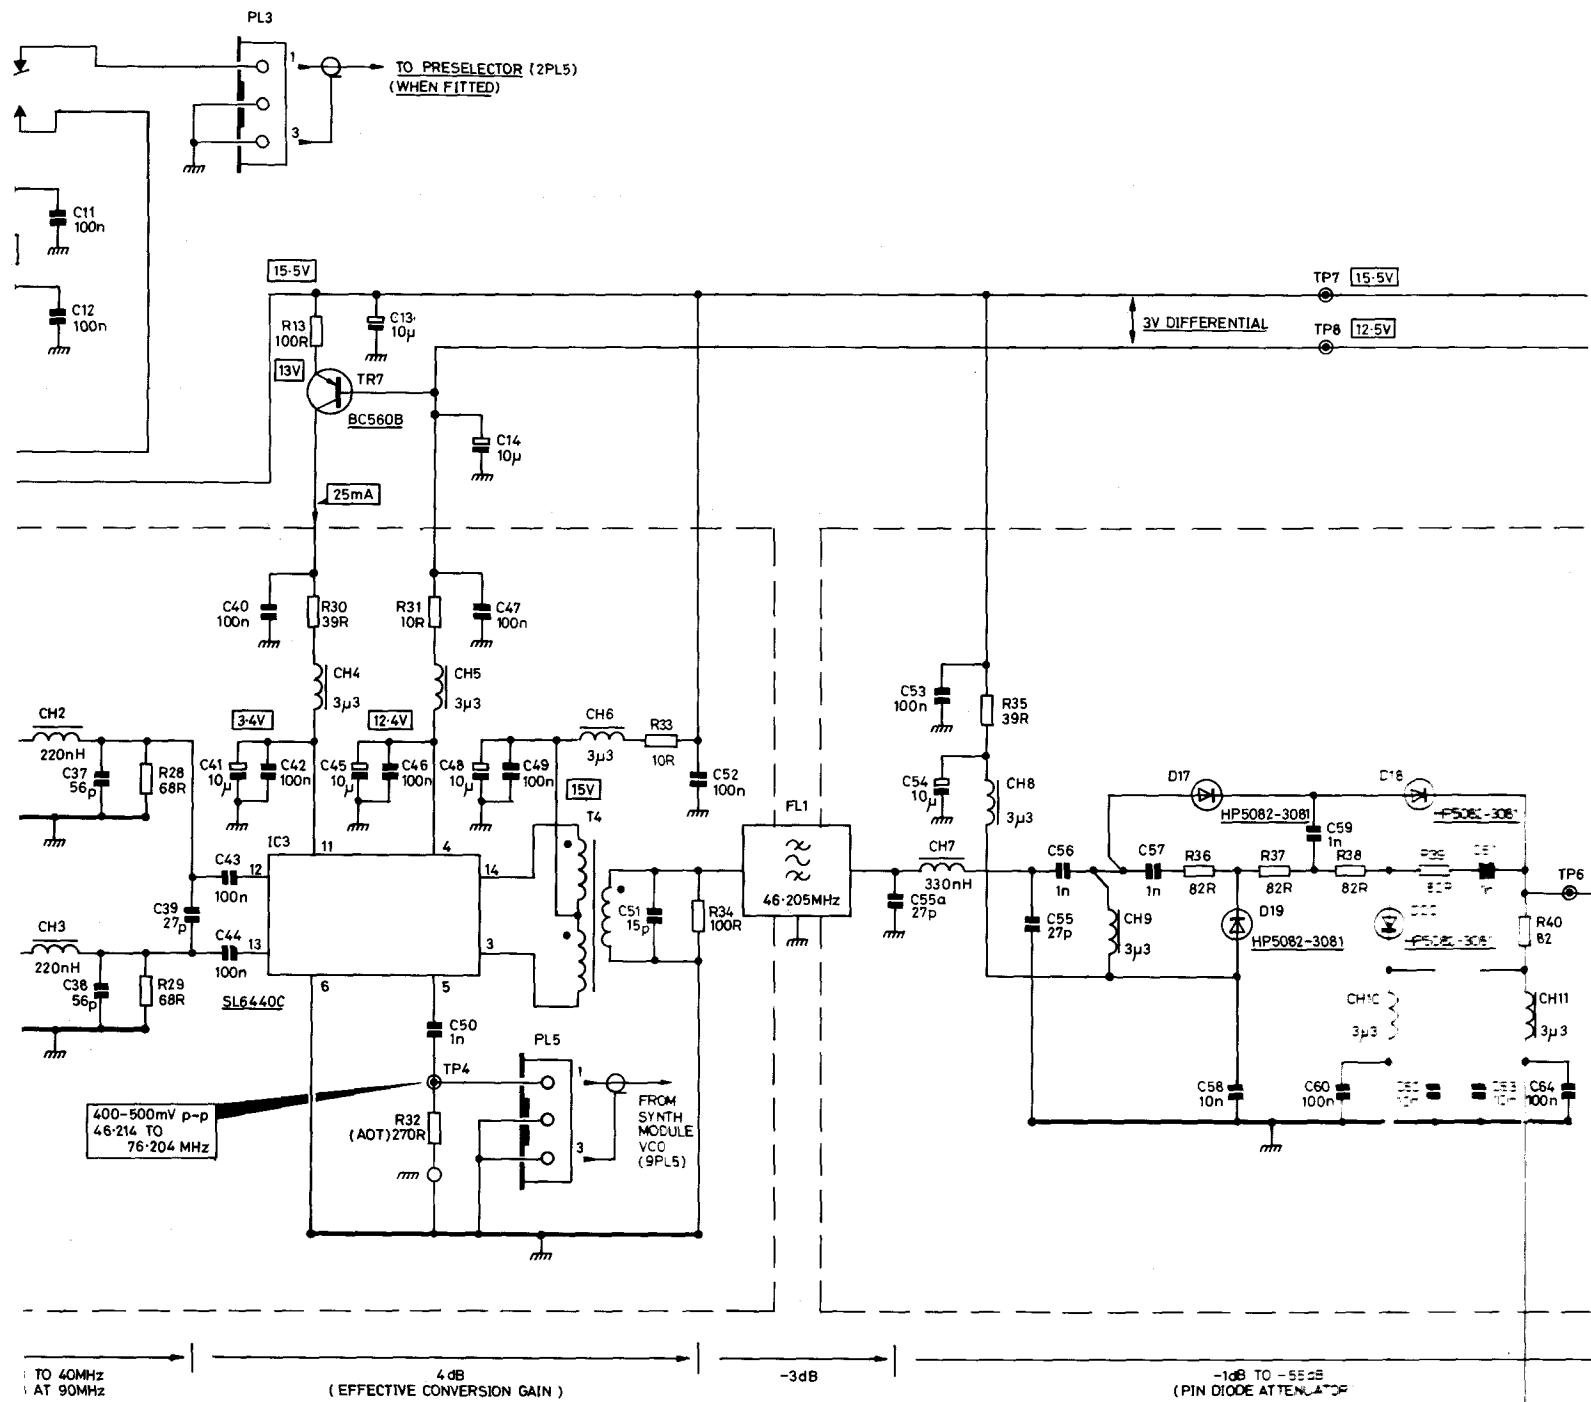 PL3
1
TO PRESELECTOR (2PL5)
(WHEN FITTED)
3
C11
100n
C12
100n
15·5V
R13
100R
C13
10µ
13V
TR7
BC560B
C14
10µ
25mA
TP7 15·5V
3V DIFFERENTIAL
TP8 12·5V
C40
100n
R30
39R
R31
10R
C47
100n
CH4
3µ3
CH5
3µ3
3·4V
12·4V
CH2
220nH
C37
56p
R28
68R
C41
10µ
C42
100n
C45
10µ
C46
100n
C48
10µ
C49
100n
CH6
3µ3
R33
10R
C52
100n
15V
T4
FL1
46·205MHz
C53
100n
R35
39R
C54
10µ
CH8
3µ3
D17
HP5082-3081
D18
C59
1n
IC3
11
4
12
14
C43
100n
C39
27p
C44
100n
13
3
6
5
SL6440C
CH3
220nH
C38
56p
R29
68R
C51
15p
R34
100R
CH7
330nH
C55a
27p
C56
1n
C57
1n
R36
82R
R37
82R
R38
82R
TP6
C55
27p
CH9
3µ3
D19
HP5082-3081
R40
82
CH11
3µ3
3µ3
C50
1n
PL5
TP4
1
3
R32
(AOT) 270R
FROM
SYNTH
MODULE
VCO
(9PL5)
400-500mV p-p
46·214 TO
76·204 MHz
C58
10n
C60
100n
C64
100n
TO 40MHz
AT 90MHz
4dB
(EFFECTIVE CONVERSION GAIN)
-3dB
-1dB TO -55dB
(PIN DIODE ATTENUATOR